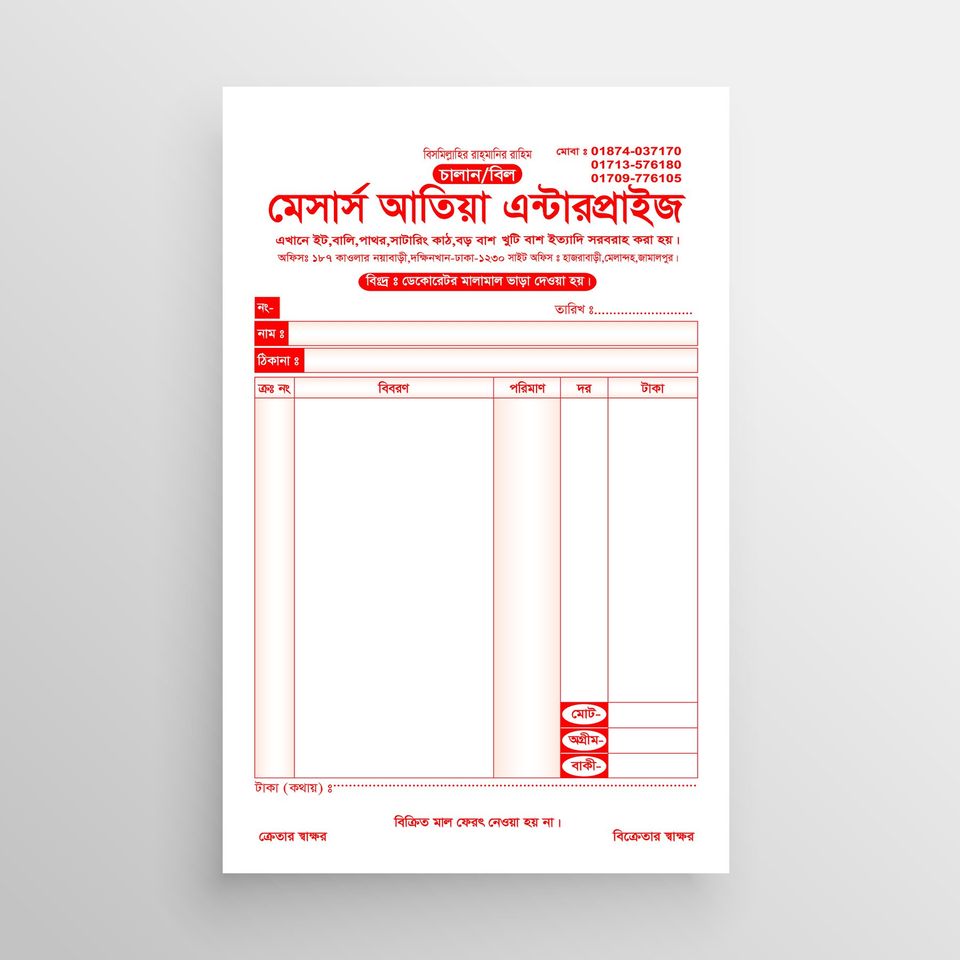 বিসমিল্লাহির রাহ্‌মানির রাহিম
চালান/বিল
মোবা ঃ 01874-037170
01713-576180
01709-776105
মেসার্স আতিয়া এন্টারপ্রাইজ
এখানে ইট,বালি,পাথর,সাটারিং কাঠ,বড় বাশ খুটি বাশ ইত্যাদি সরবরাহ করা হয়।
অফিসঃ ১৮৭ কাওলার নয়াবাড়ী,দক্ষিনখান-ঢাকা-১২৩০ সাইট অফিস ঃ হাজরাবাড়ী,মেলান্দহ,জামালপুর।
বিঃদ্র ঃ ডেকোরেটর মালামাল ভাড়া দেওয়া হয়।
নং- তারিখ ঃ..........................
নাম ঃ
ঠিকানা ঃ
ক্রঃ নং বিবরণ পরিমাণ দর টাকা
মোট-
অগ্রীম-
বাকী-
টাকা (কথায়) ঃ..........................................................................................
বিক্রিত মাল ফেরৎ নেওয়া হয় না।
ক্রেতার স্বাক্ষর বিক্রেতার স্বাক্ষর